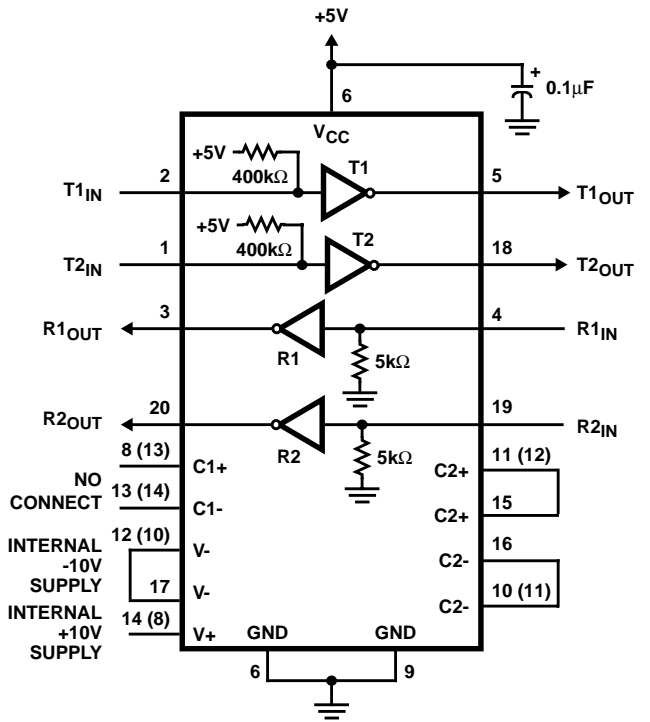 +5V
+
0.1μF
6
VCC
+5V
400kΩ
T1
2
5
T1IN
T1OUT
+5V
400kΩ
T2
1
18
T2IN
T2OUT
3
4
R1OUT
R1IN
R1
5kΩ
20
19
R2OUT
R2IN
R2
5kΩ
8 (13)
C1+
NO
CONNECT
13 (14)
C1-
11 (12)
C2+
15
C2+
INTERNAL
-10V
SUPPLY
12 (10)
V-
17
V-
16
C2-
10 (11)
C2-
INTERNAL
+10V
SUPPLY
14 (8)
V+
GND
GND
6
9